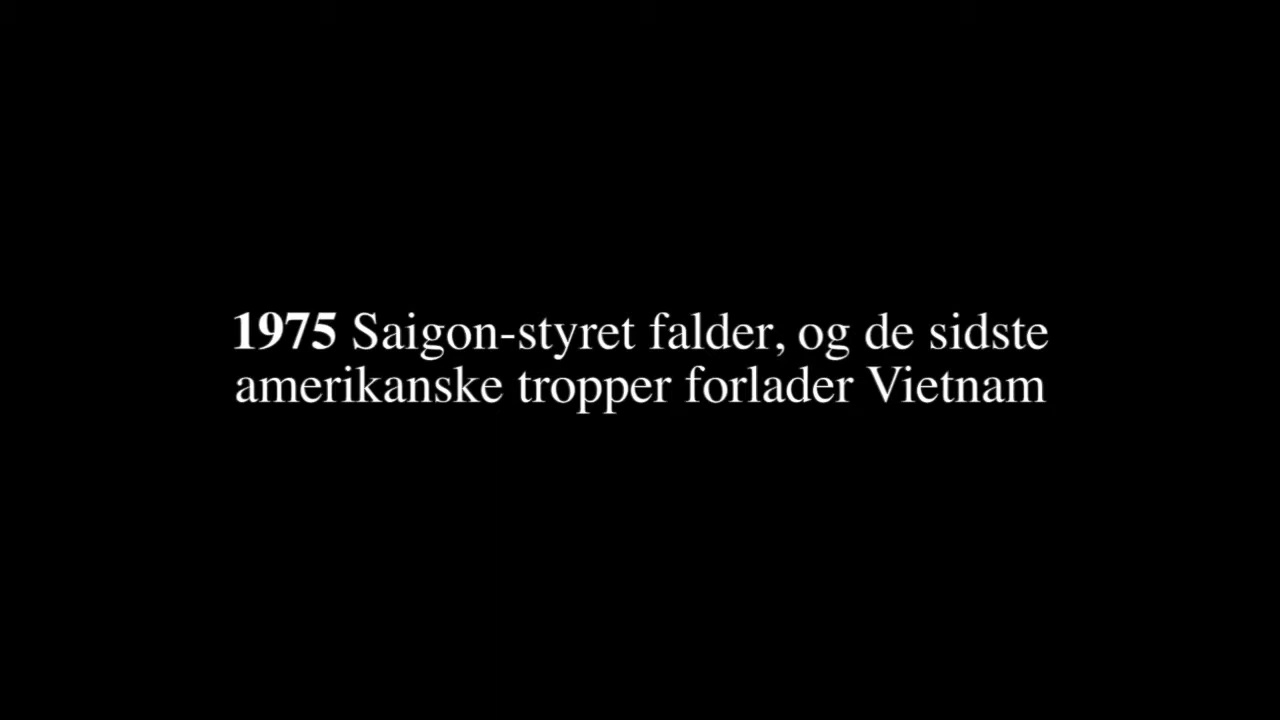 1975 Saigon-styret falder, og de sidste
amerikanske tropper forlader Vietnam